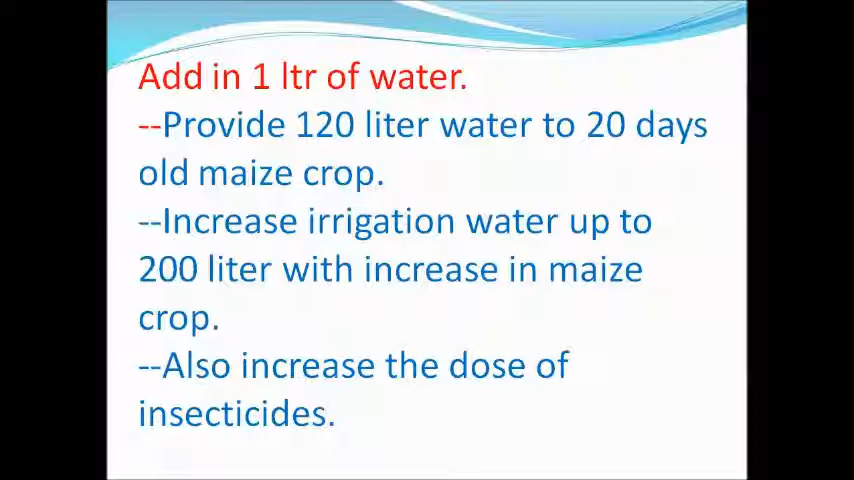 Add in 1 ltr of water.
--Provide 120 liter water to 20 days
old maize crop.
--Increase irrigation water up to
200 liter with increase in maize
crop.
--Also increase the dose of
insecticides.